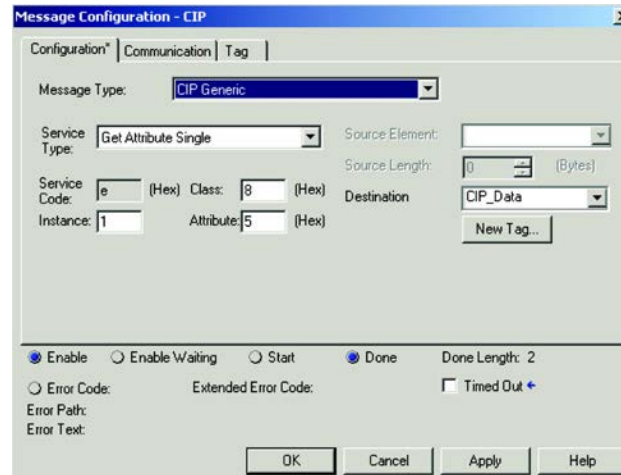 Message Configuration - CIP
Configuration* Communication Tag
Message Type: CIP Generic
Service Type: Get Attribute Single
Source Element:
Source Length: 0 (Bytes)
Service Code: e (Hex) Class: 8 (Hex)
Destination CIP_Data
Instance: 1 Attribute: 5 (Hex)
New Tag...
Enable Enable Waiting Start Done Done Length: 2
Error Code: Extended Error Code: Timed Out
Error Path:
Error Text:
OK Cancel Apply Help